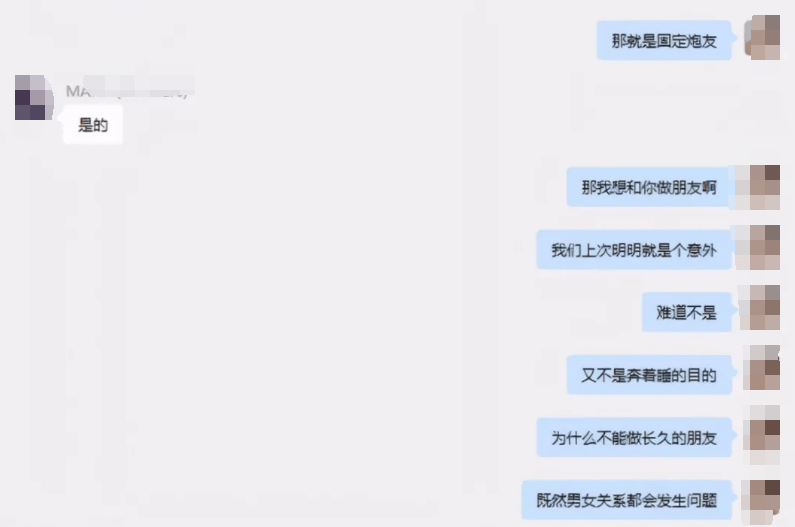 那就是固定炮友
是的
那我想和你做朋友啊
我们上次明明就是个意外
难道不是
又不是奔着睡的目的
为什么不能做长久的朋友
既然男女关系都会发生问题